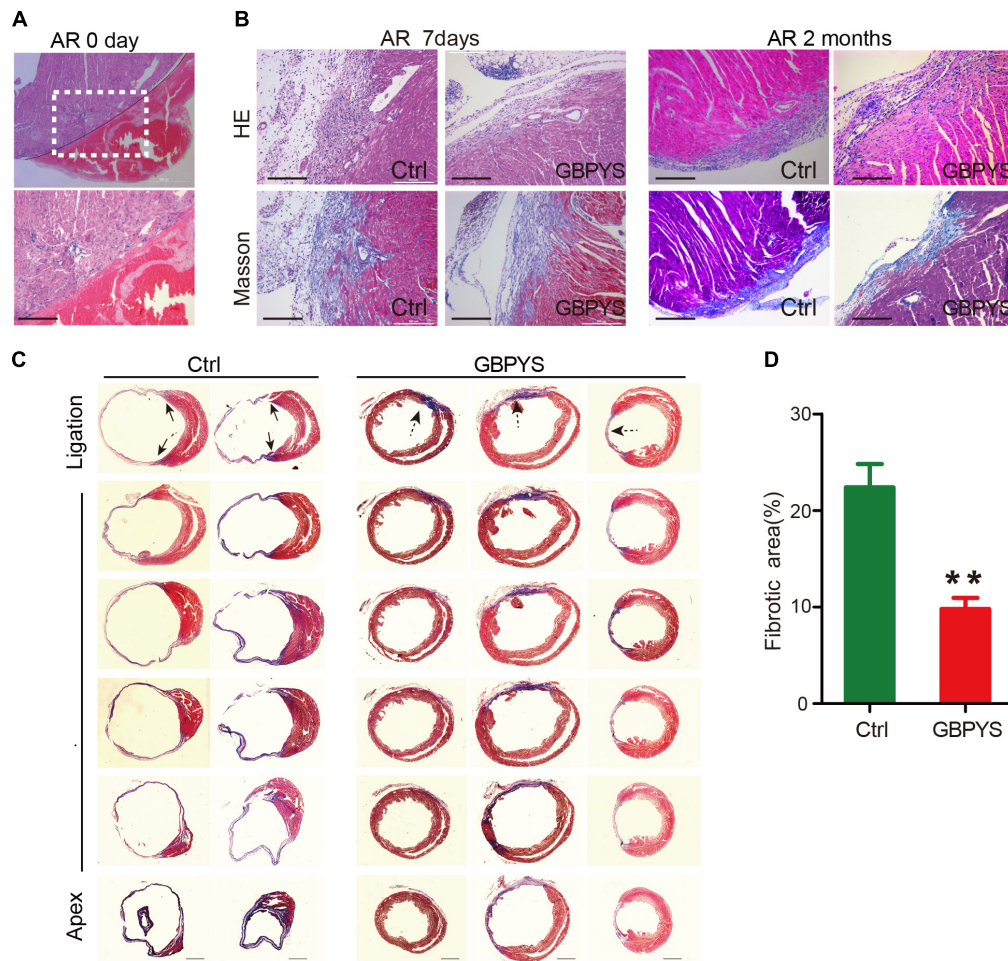 A
AR 0 day
B
AR 7days
AR 2 months
HE
Ctrl
GBPYS
Ctrl
GBPYS
Masson
Ctrl
GBPYS
Ctrl
GBPYS
C
Ctrl
GBPYS
Ligation
Apex
D
Fibrotic area(%)
30
20
10
0
**
Ctrl
GBPYS